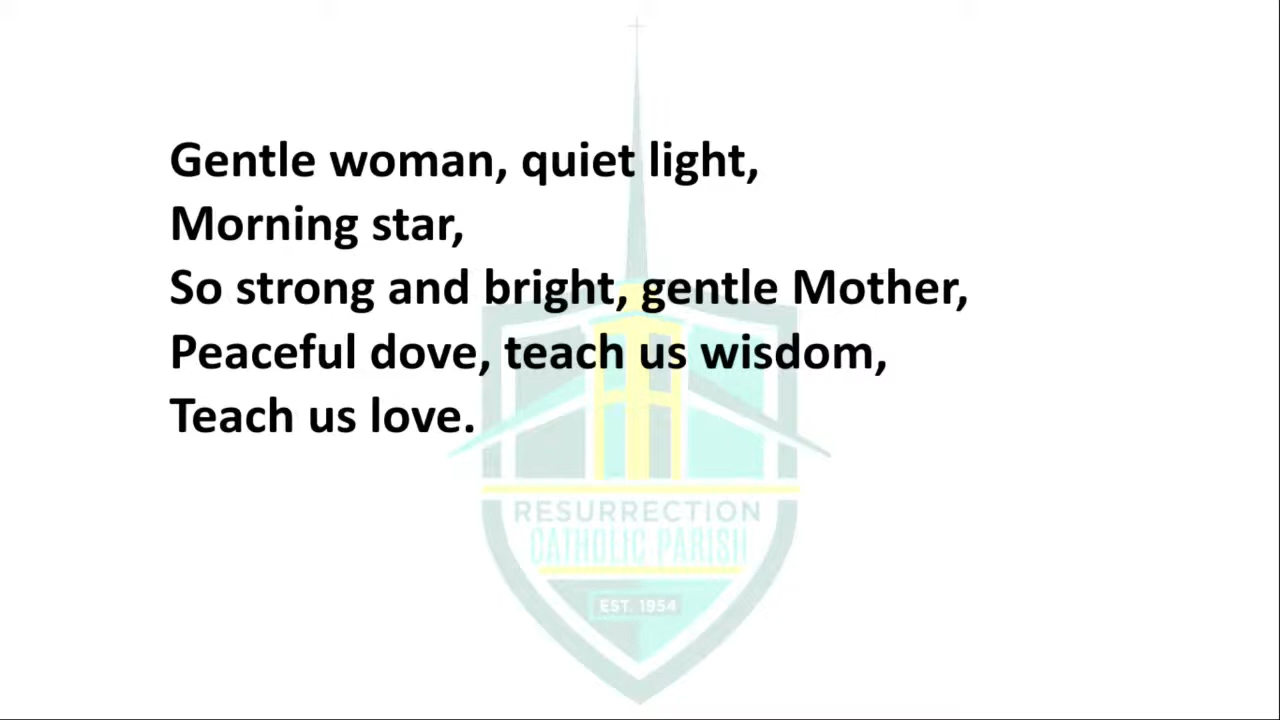 Gentle woman, quiet light,
Morning star,
So strong and bright, gentle Mother,
Peaceful dove, teach us wisdom,
Teach us love.
RESURRECTION
CATHOLIC PARISH
EST. 1954